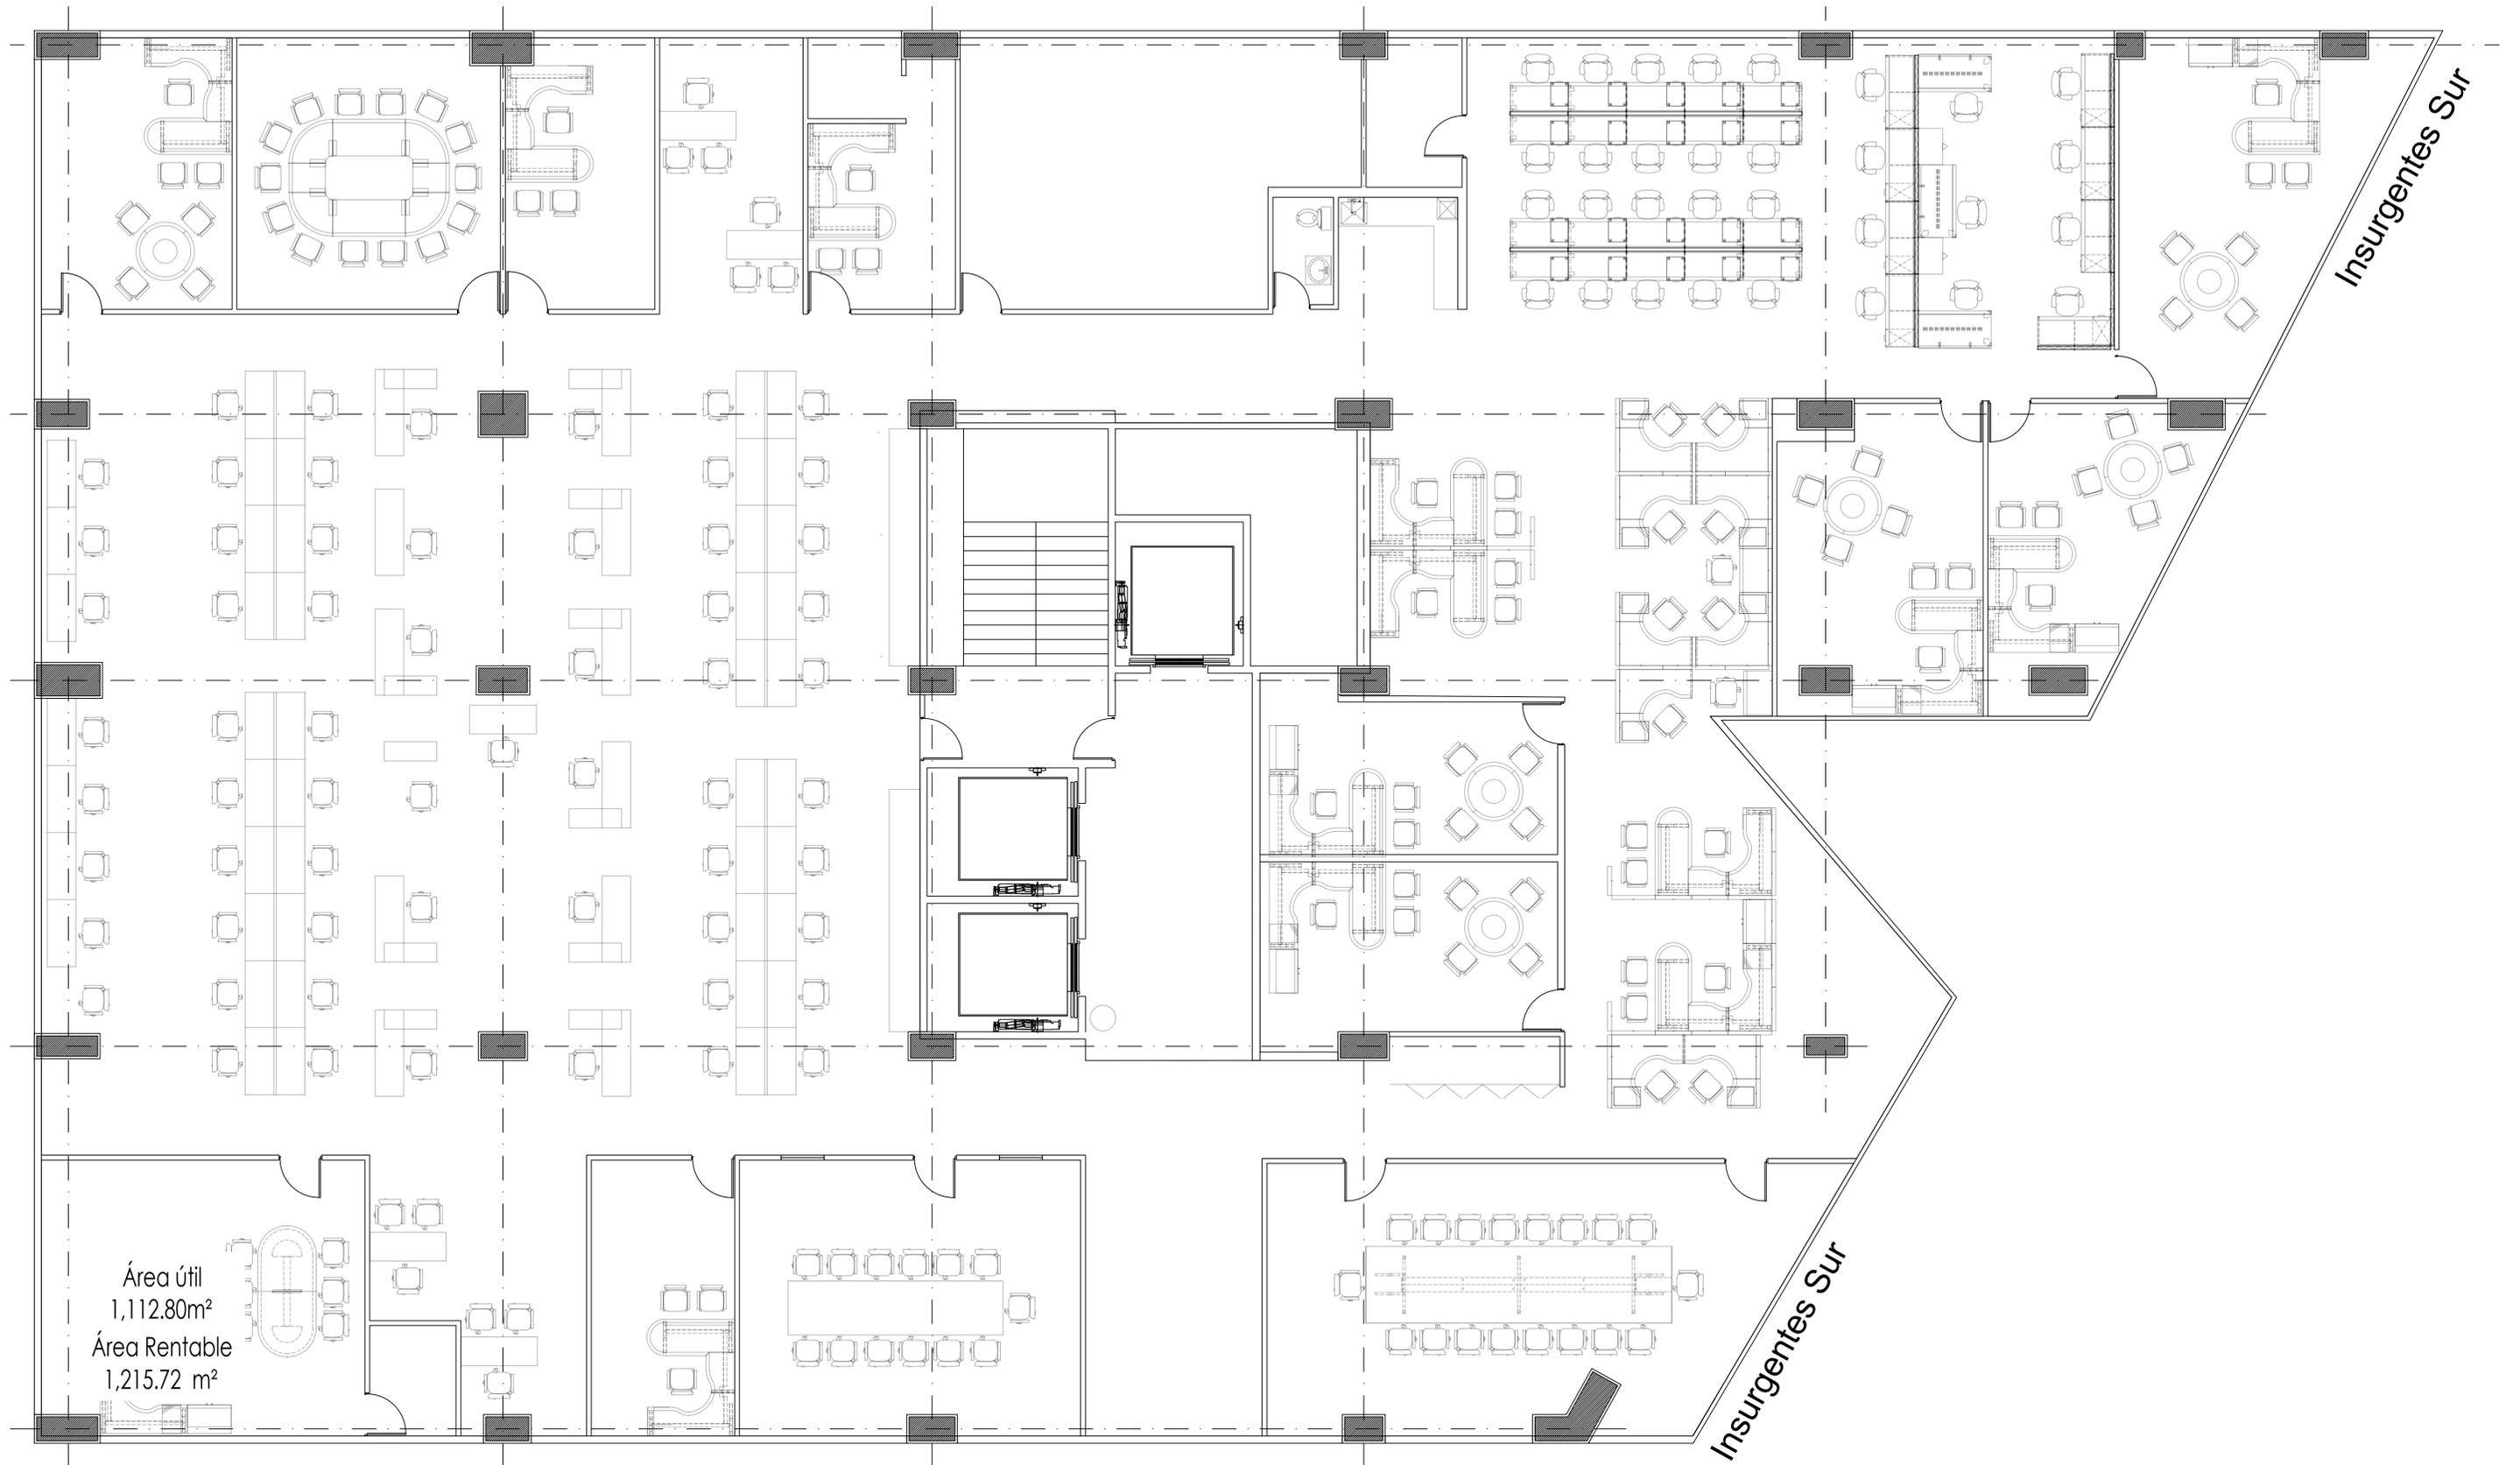 Insurgentes Sur
Área útil
1,112.80m²
Área Rentable
1,215.72 m²
Insurgentes Sur